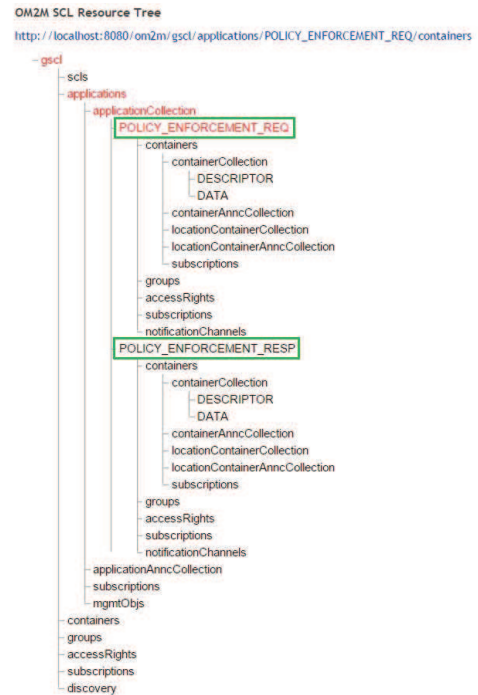 OM2M SCL Resource Tree
http://localhost:8080/om2m/gscl/applications/POLICY_ENFORCEMENT_REQ/containers
gscl
scls
applications
applicationCollection
POLICY_ENFORCEMENT_REQ
containers
containerCollection
DESCRIPTOR
DATA
containerAnncCollection
locationContainerCollection
locationContainerAnncCollection
subscriptions
groups
accessRights
subscriptions
notificationChannels
POLICY_ENFORCEMENT_RESP
containers
containerCollection
DESCRIPTOR
DATA
containerAnncCollection
locationContainerCollection
locationContainerAnncCollection
subscriptions
groups
accessRights
subscriptions
notificationChannels
applicationAnncCollection
subscriptions
mgmtObjs
containers
groups
accessRights
subscriptions
discovery